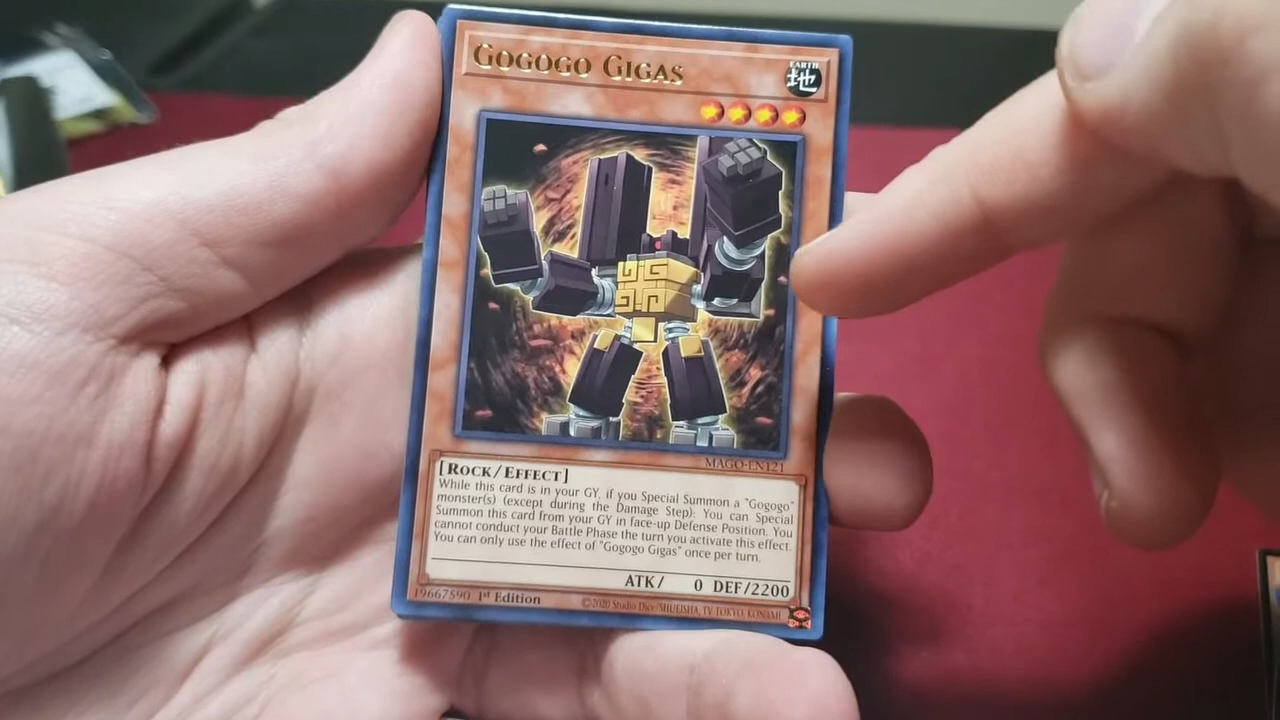 GOGOGO GIGAS
EARTH
地
MAGO-EN121
[ROCK/EFFECT]
While this card is in your GY, if you Special Summon a "Gogogo"
monster(s) (except during the Damage Step): You can Special
Summon this card from your GY in face-up Defense Position. You
cannot conduct your Battle Phase the turn you activate this effect.
You can only use the effect of "Gogogo Gigas" once per turn.
ATK/ 0 DEF/2200
19667590 1st Edition ©2020 Studio Dice/SHUEISHA, TV TOKYO, KONAMI